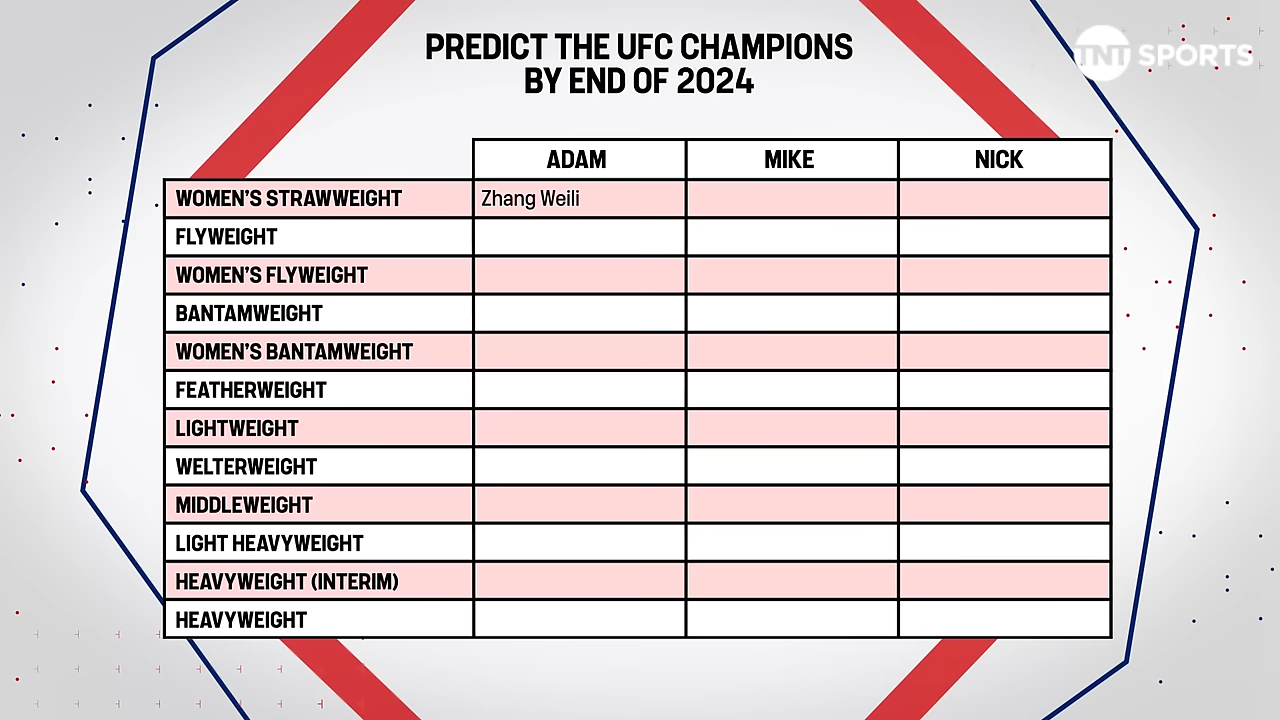 PREDICT THE UFC CHAMPIONS
BY END OF 2024
TNT SPORTS
ADAM MIKE NICK
WOMEN'S STRAWWEIGHT Zhang Weili
FLYWEIGHT
WOMEN'S FLYWEIGHT
BANTAMWEIGHT
WOMEN'S BANTAMWEIGHT
FEATHERWEIGHT
LIGHTWEIGHT
WELTERWEIGHT
MIDDLEWEIGHT
LIGHT HEAVYWEIGHT
HEAVYWEIGHT (INTERIM)
HEAVYWEIGHT